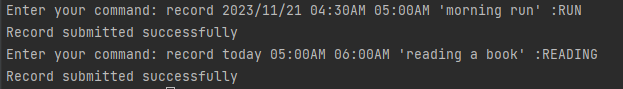 Enter your command: record 2023/11/21 04:30AM 05:00AM 'morning run' :RUN
Record submitted successfully
Enter your command: record today 05:00AM 06:00AM 'reading a book' :READING
Record submitted successfully